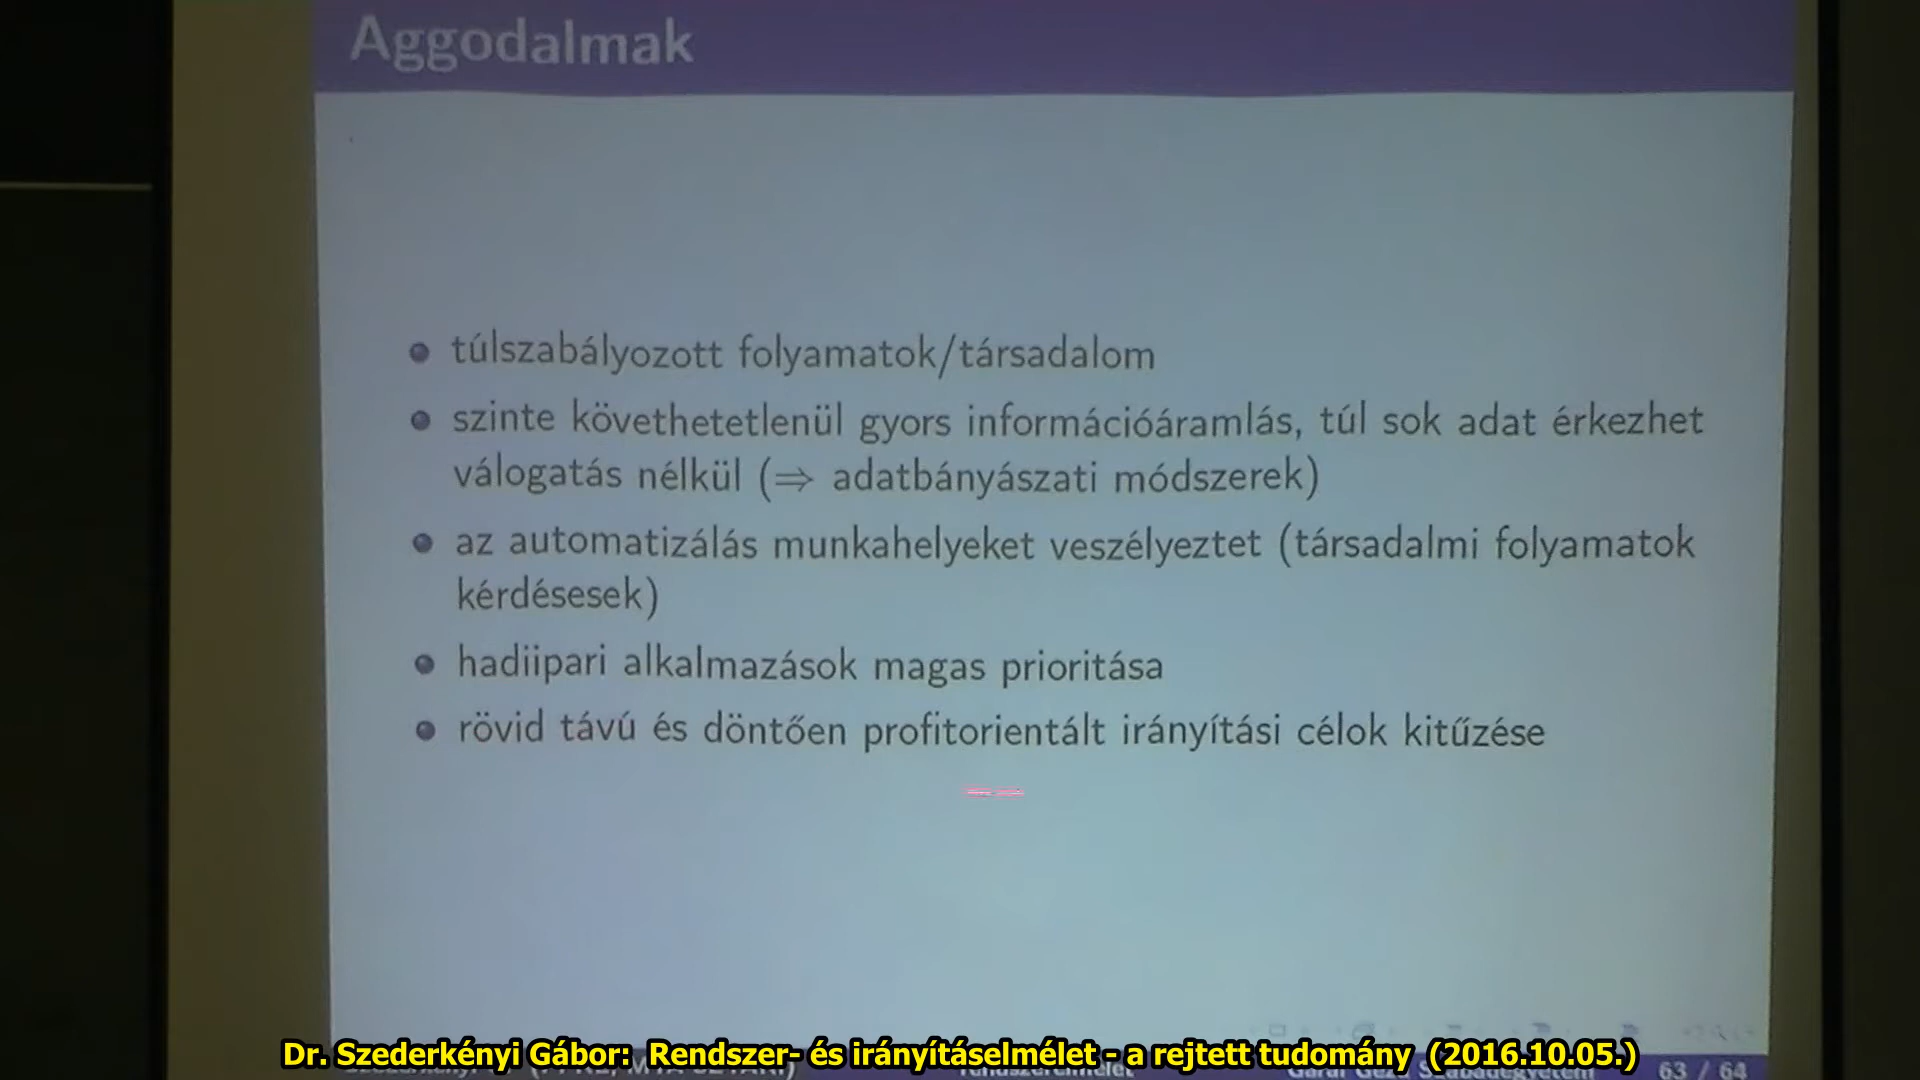 Aggodalmak
túlszabályozott folyamatok/társadalom
szinte követhetetlenül gyors információáramlás, túl sok adat érkezhet
válogatás nélkül (⇒ adatbányászati módszerek)
az automatizálás munkahelyeket veszélyeztet (társadalmi folyamatok
kérdésesek)
hadiipari alkalmazások magas prioritása
rövid távú és döntően profitorientált irányítási célok kitűzése
Dr. Szederkényi Gábor: Rendszer- és irányításelmélet - a rejtett tudomány (2016.10.05.)
63 / 64